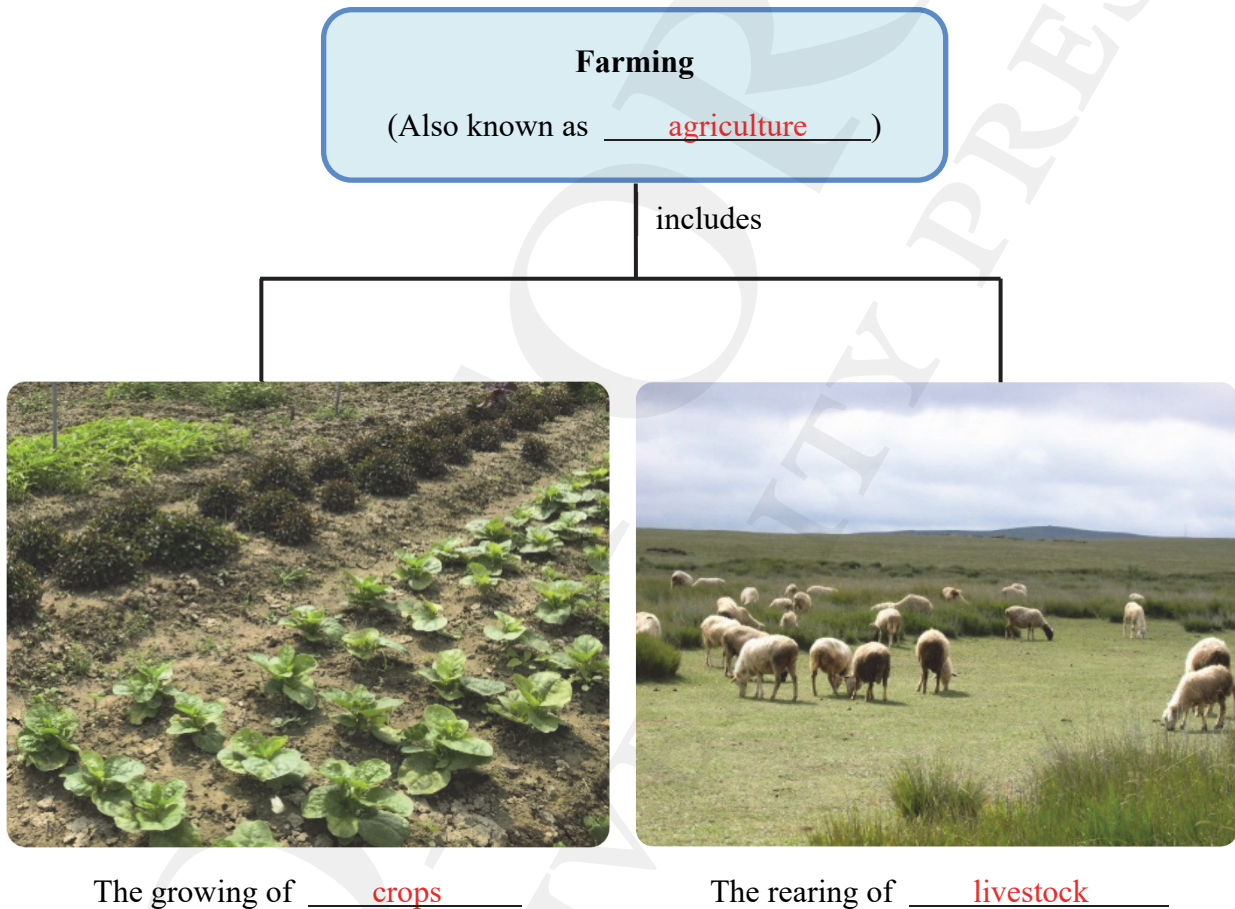 Farming
(Also known as agriculture)
includes
The growing of crops
The rearing of livestock